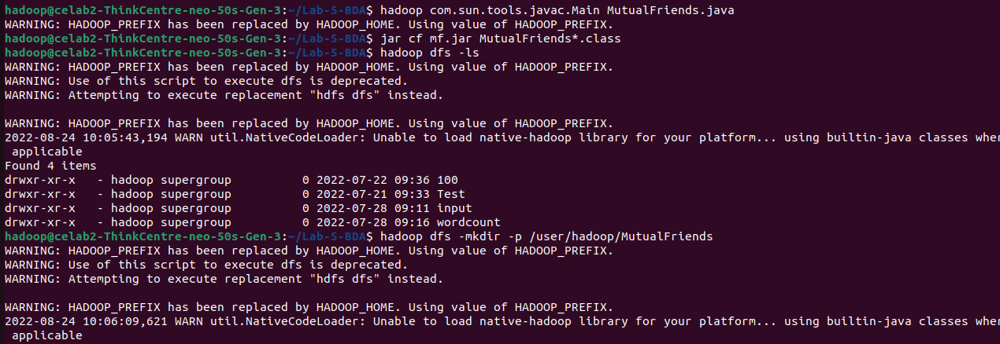 hadoop@celab2-ThinkCentre-neo-50s-Gen-3:~/Lab-5-BDA$ hadoop com.sun.tools.javac.Main MutualFriends.java
WARNING: HADOOP_PREFIX has been replaced by HADOOP_HOME. Using value of HADOOP_PREFIX.
hadoop@celab2-ThinkCentre-neo-50s-Gen-3:~/Lab-5-BDA$ jar cf mf.jar MutualFriends*.class
hadoop@celab2-ThinkCentre-neo-50s-Gen-3:~/Lab-5-BDA$ hadoop dfs -ls
WARNING: HADOOP_PREFIX has been replaced by HADOOP_HOME. Using value of HADOOP_PREFIX.
WARNING: Use of this script to execute dfs is deprecated.
WARNING: Attempting to execute replacement "hdfs dfs" instead.
WARNING: HADOOP_PREFIX has been replaced by HADOOP_HOME. Using value of HADOOP_PREFIX.
2022-08-24 10:05:43,194 WARN util.NativeCodeLoader: Unable to load native-hadoop library for your platform... using builtin-java classes wher
applicable
Found 4 items
drwxr-xr-x   - hadoop supergroup          0 2022-07-22 09:36 100
drwxr-xr-x   - hadoop supergroup          0 2022-07-21 09:33 Test
drwxr-xr-x   - hadoop supergroup          0 2022-07-28 09:11 input
drwxr-xr-x   - hadoop supergroup          0 2022-07-28 09:16 wordcount
hadoop@celab2-ThinkCentre-neo-50s-Gen-3:~/Lab-5-BDA$ hadoop dfs -mkdir -p /user/hadoop/MutualFriends
WARNING: HADOOP_PREFIX has been replaced by HADOOP_HOME. Using value of HADOOP_PREFIX.
WARNING: Use of this script to execute dfs is deprecated.
WARNING: Attempting to execute replacement "hdfs dfs" instead.
WARNING: HADOOP_PREFIX has been replaced by HADOOP_HOME. Using value of HADOOP_PREFIX.
2022-08-24 10:06:09,621 WARN util.NativeCodeLoader: Unable to load native-hadoop library for your platform... using builtin-java classes wher
applicable